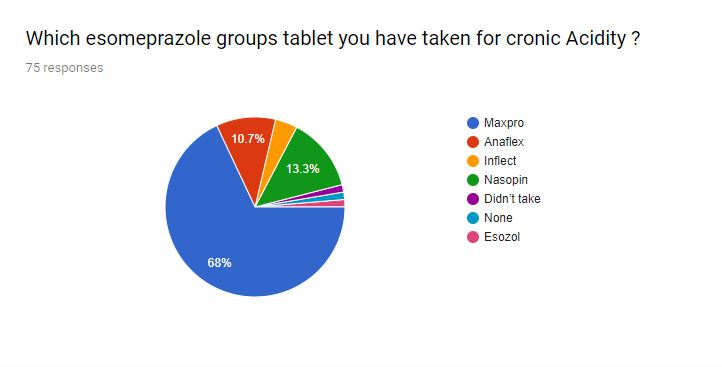 Which esomeprazole groups tablet you have taken for cronic Acidity ?
75 responses
10.7%
13.3%
68%
Maxpro
Anaflex
Inflect
Nasopin
Didn't take
None
Esozol